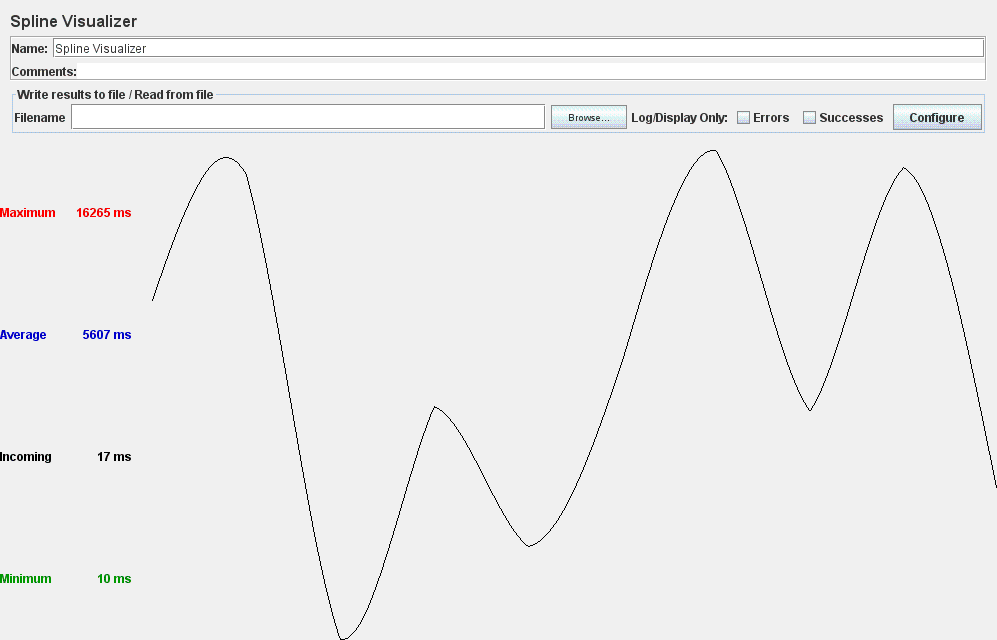 Spline Visualizer
Name: Spline Visualizer
Comments:
Write results to file / Read from file
Filename Browse... Log/Display Only: Errors Successes Configure
Maximum 16265 ms
Average 5607 ms
Incoming 17 ms
Minimum 10 ms